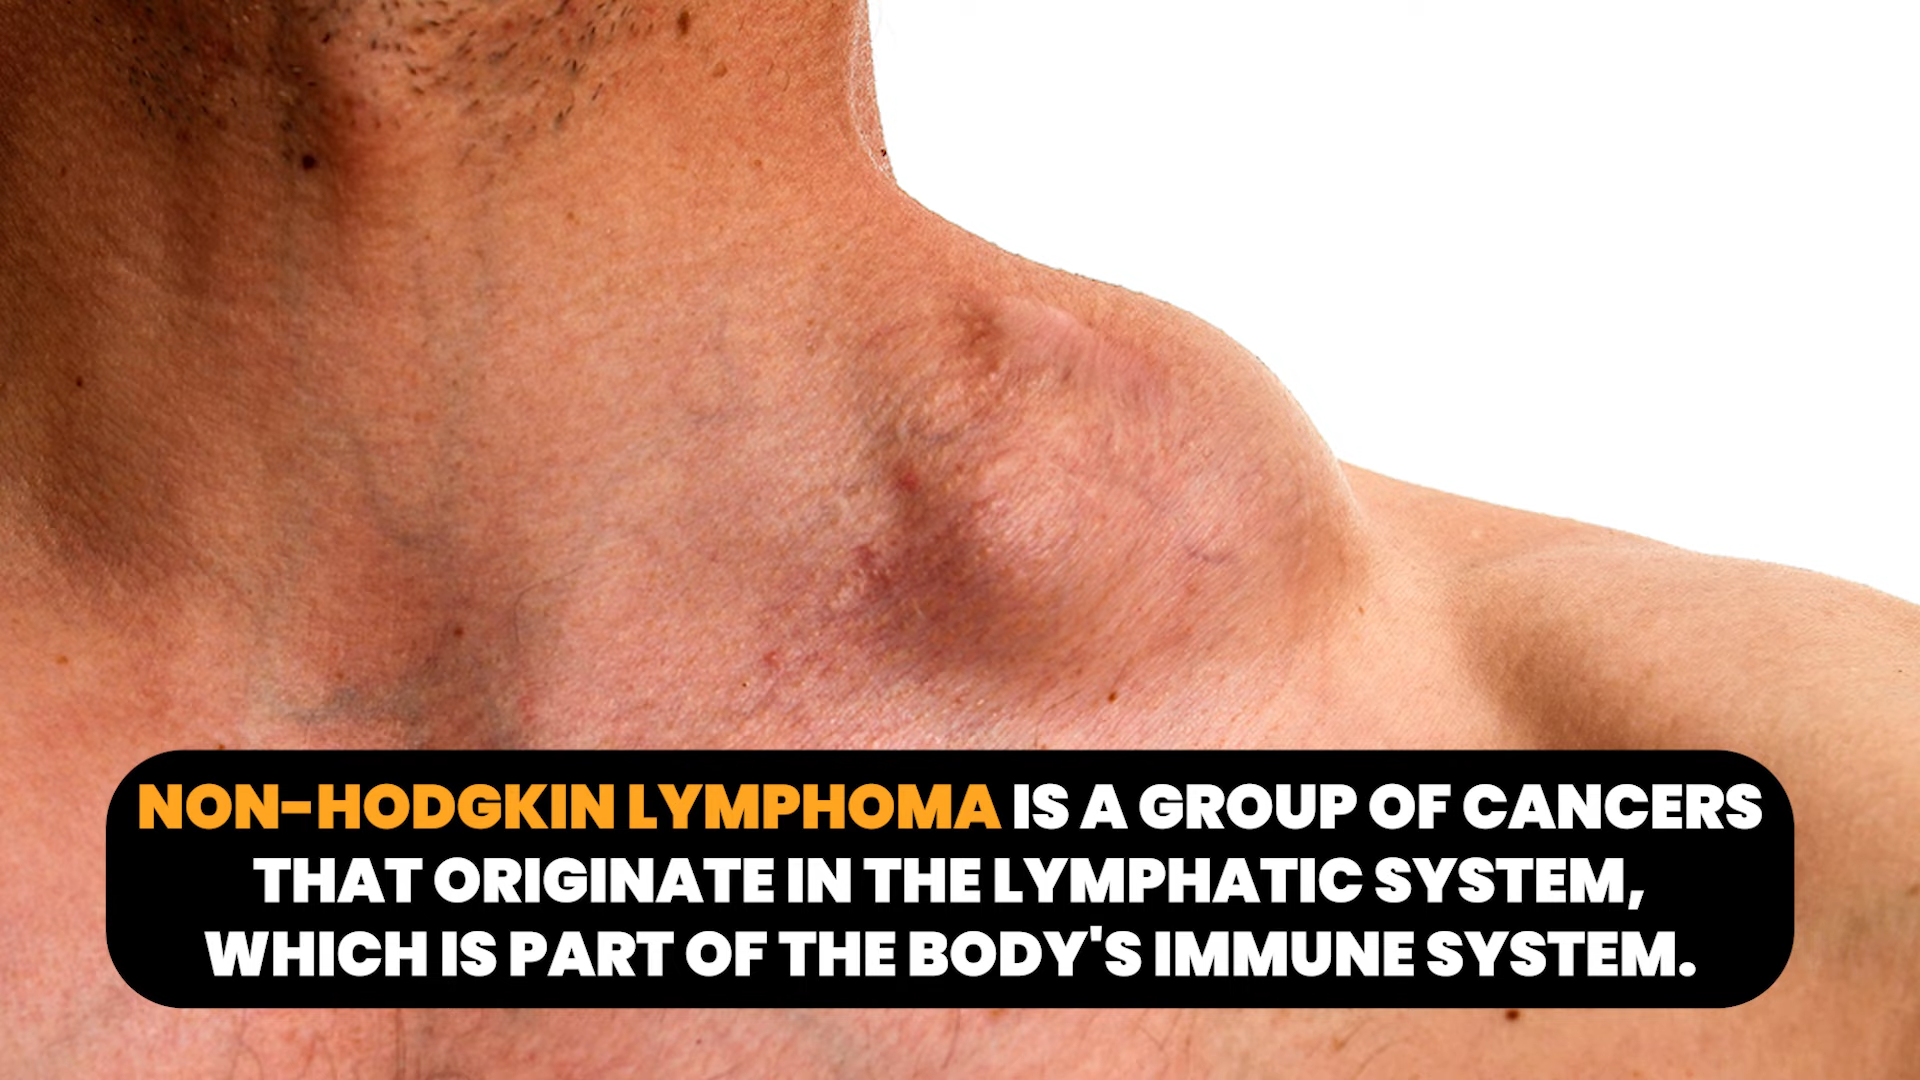 NON-HODGKIN LYMPHOMA IS A GROUP OF CANCERS
THAT ORIGINATE IN THE LYMPHATIC SYSTEM,
WHICH IS PART OF THE BODY'S IMMUNE SYSTEM.